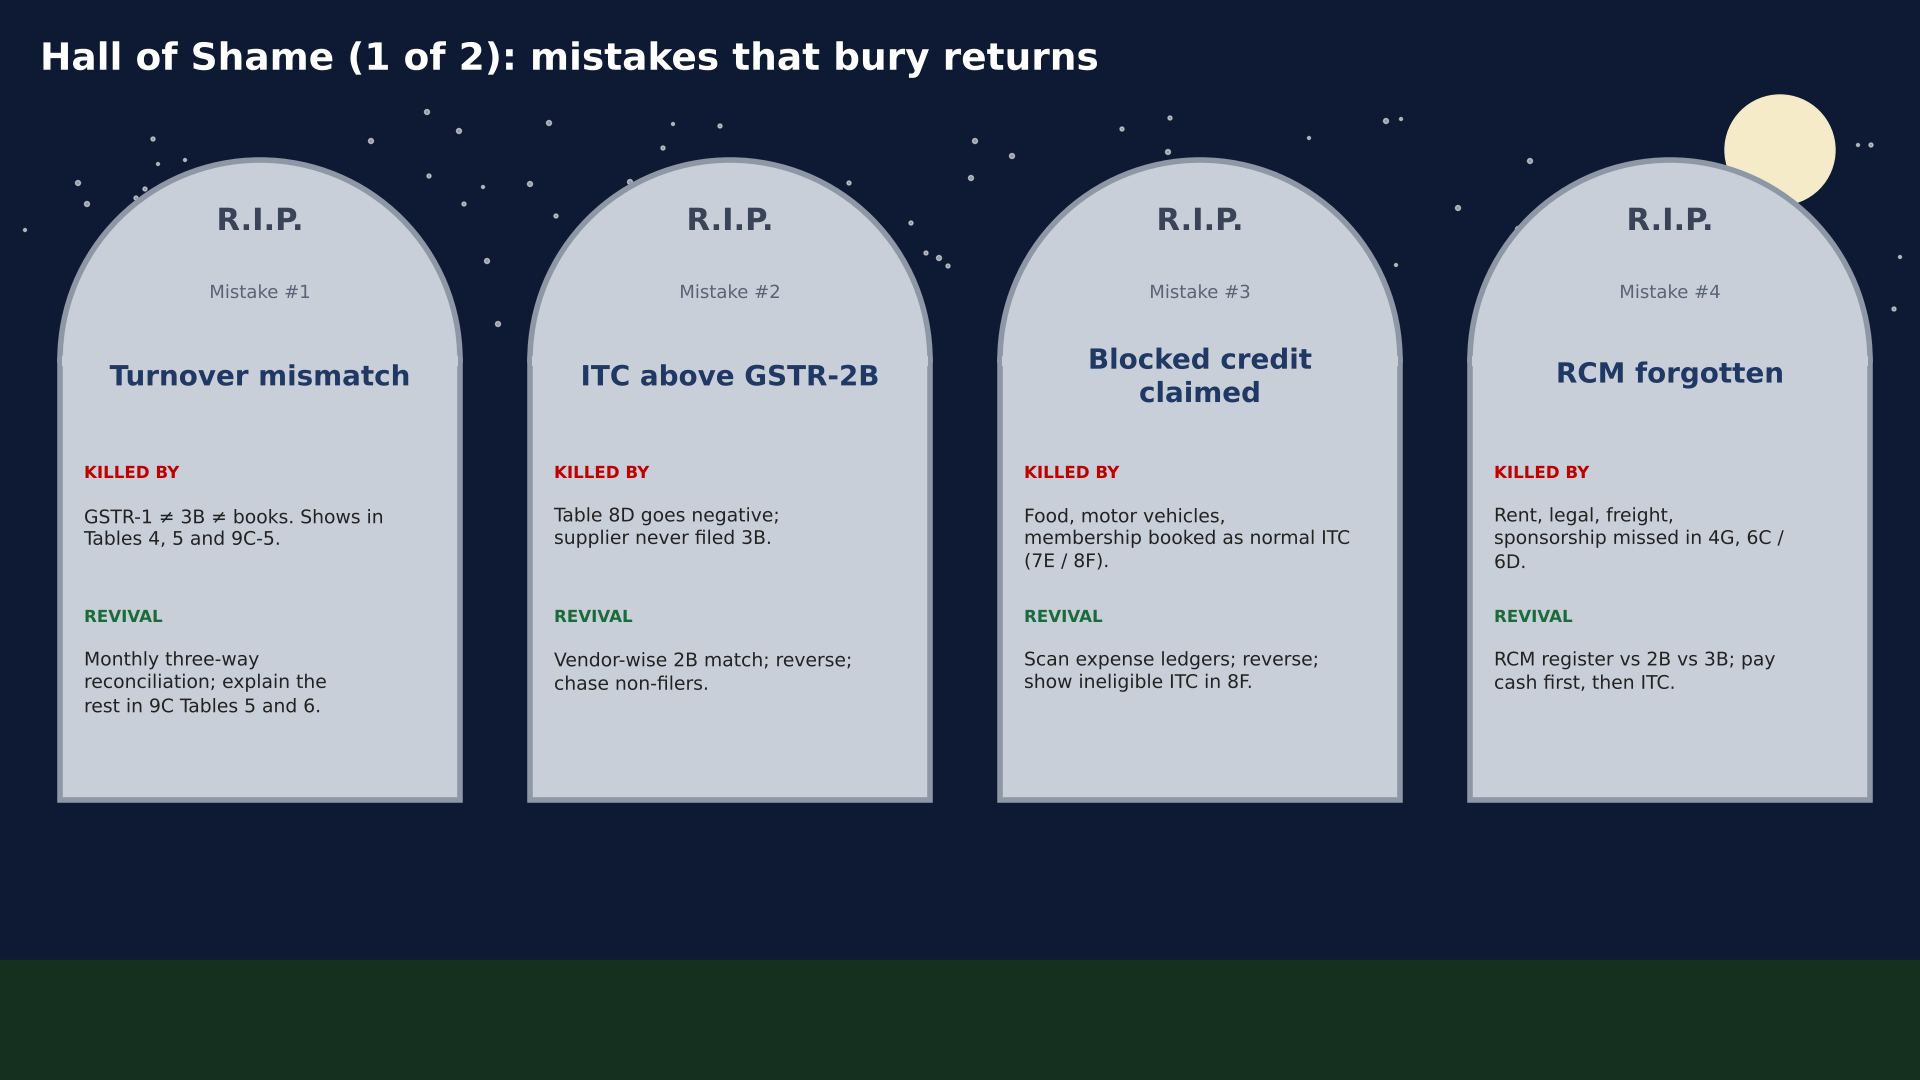 Hall of Shame (1 of 2): mistakes that bury returns
R.I.P.
Mistake #1
Turnover mismatch
KILLED BY
GSTR-1 ≠ 3B ≠ books. Shows in
Tables 4, 5 and 9C-5.
REVIVAL
Monthly three-way
reconciliation; explain the
rest in 9C Tables 5 and 6.
R.I.P.
Mistake #2
ITC above GSTR-2B
KILLED BY
Table 8D goes negative;
supplier never filed 3B.
REVIVAL
Vendor-wise 2B match; reverse;
chase non-filers.
R.I.P.
Mistake #3
Blocked credit
claimed
KILLED BY
Food, motor vehicles,
membership booked as normal ITC
(7E / 8F).
REVIVAL
Scan expense ledgers; reverse;
show ineligible ITC in 8F.
R.I.P.
Mistake #4
RCM forgotten
KILLED BY
Rent, legal, freight,
sponsorship missed in 4G, 6C /
6D.
REVIVAL
RCM register vs 2B vs 3B; pay
cash first, then ITC.